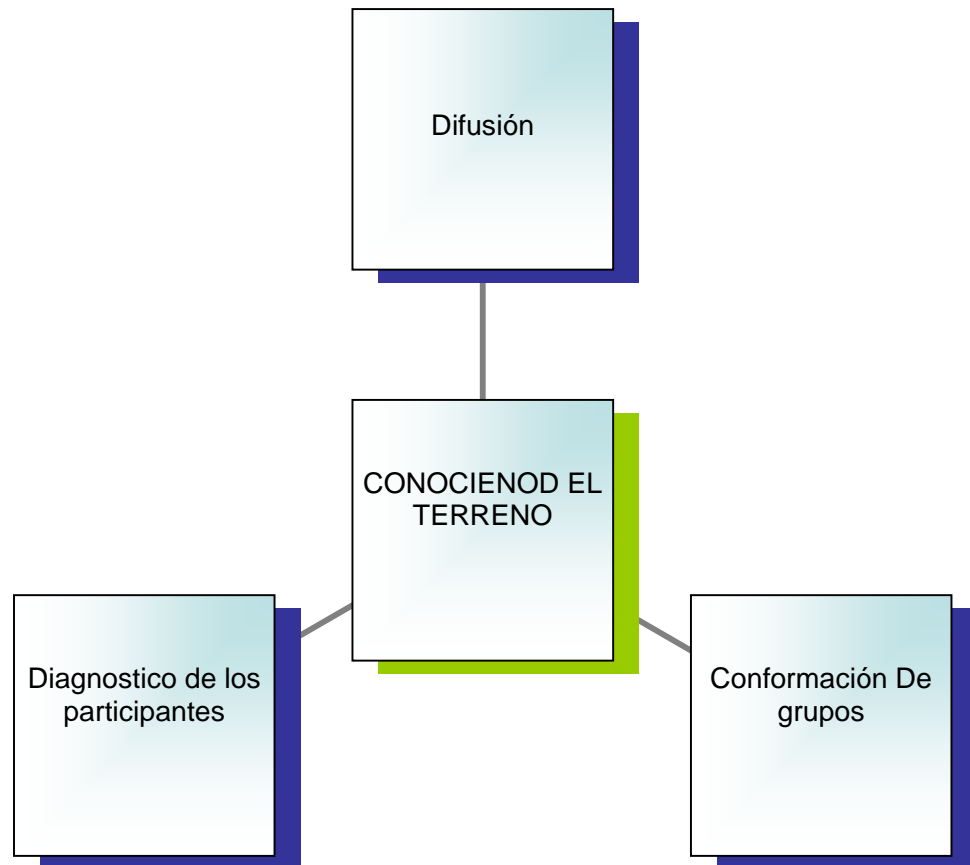 Difusión
CONOCIENOD EL
TERRENO
Diagnostico de los
participantes
Conformación De
grupos